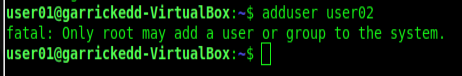 user01@garrickedd-VirtualBox:~$ adduser user02
fatal: Only root may add a user or group to the system.
user01@garrickedd-VirtualBox:~$